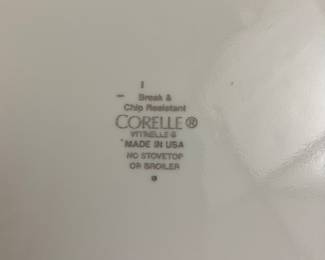 Break &
Chip Resistant
CORELLE®
VITRELLE®
MADE IN USA
NO STOVETOP
OR BROILER